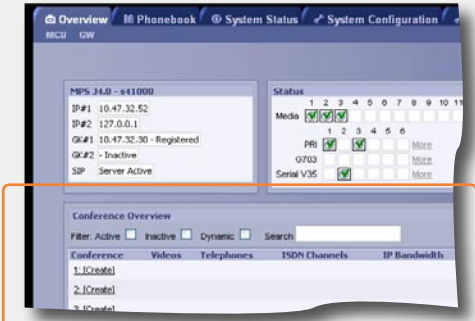 Overview Phonebook System Status System Configuration
MCU GW
MPS J4.0 - s41000
IP#1 10.47.32.52
IP#2 127.0.0.1
GK#1 10.47.32.30 - Registered
GK#2 - Inactive
SIP Server Active
Status
1 2 3 4 5 6 7 8 9 10 11
Media
1 2 3 4 5 6
PRI More
G703 More
Serial V35 More
Conference Overview
Filter: Active Inactive Dynamic Search
Conference Videos Telephones ISDN Channels IP Bandwidth
1: [Create]
2: [Create]
3: [Create]